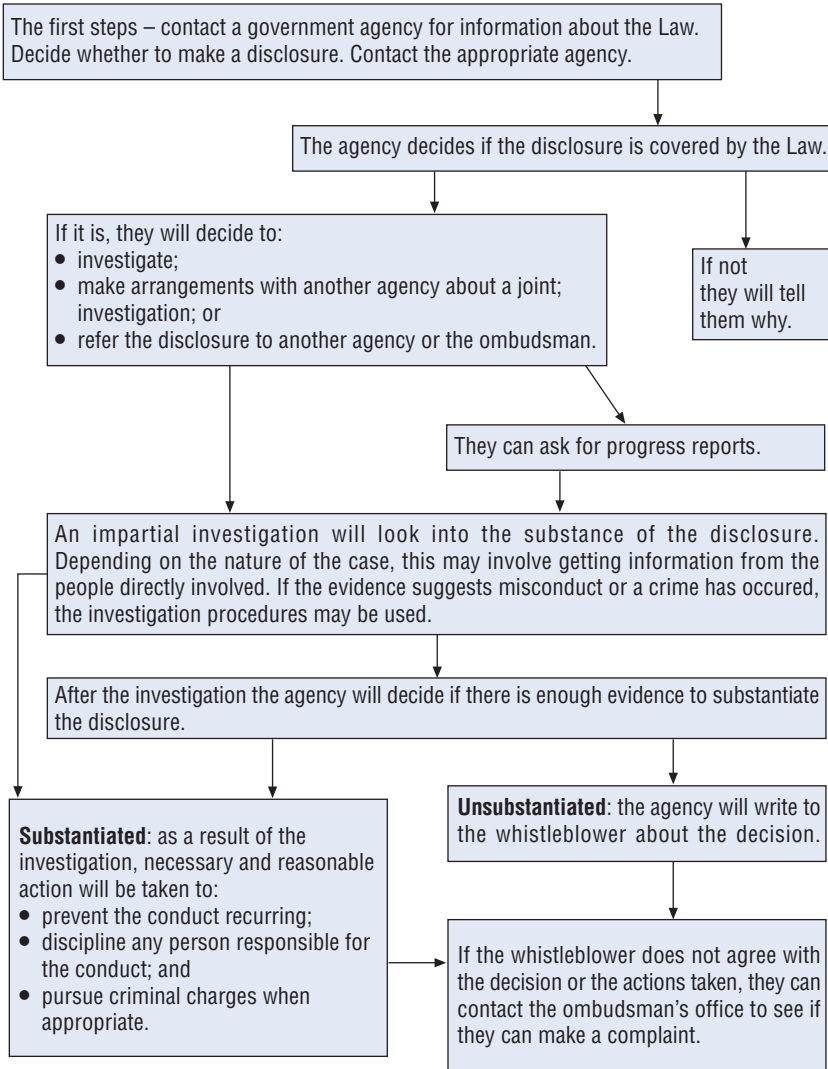 The first steps – contact a government agency for information about the Law.
Decide whether to make a disclosure. Contact the appropriate agency.
The agency decides if the disclosure is covered by the Law.
If it is, they will decide to:
● investigate;
● make arrangements with another agency about a joint;
investigation; or
● refer the disclosure to another agency or the ombudsman.
If not
they will tell
them why.
They can ask for progress reports.
An impartial investigation will look into the substance of the disclosure.
Depending on the nature of the case, this may involve getting information from the
people directly involved. If the evidence suggests misconduct or a crime has occured,
the investigation procedures may be used.
After the investigation the agency will decide if there is enough evidence to substantiate
the disclosure.
Substantiated: as a result of the
investigation, necessary and reasonable
action will be taken to:
● prevent the conduct recurring;
● discipline any person responsible for
the conduct; and
● pursue criminal charges when
appropriate.
Unsubstantiated: the agency will write to
the whistleblower about the decision.
If the whistleblower does not agree with
the decision or the actions taken, they can
contact the ombudsman's office to see if
they can make a complaint.